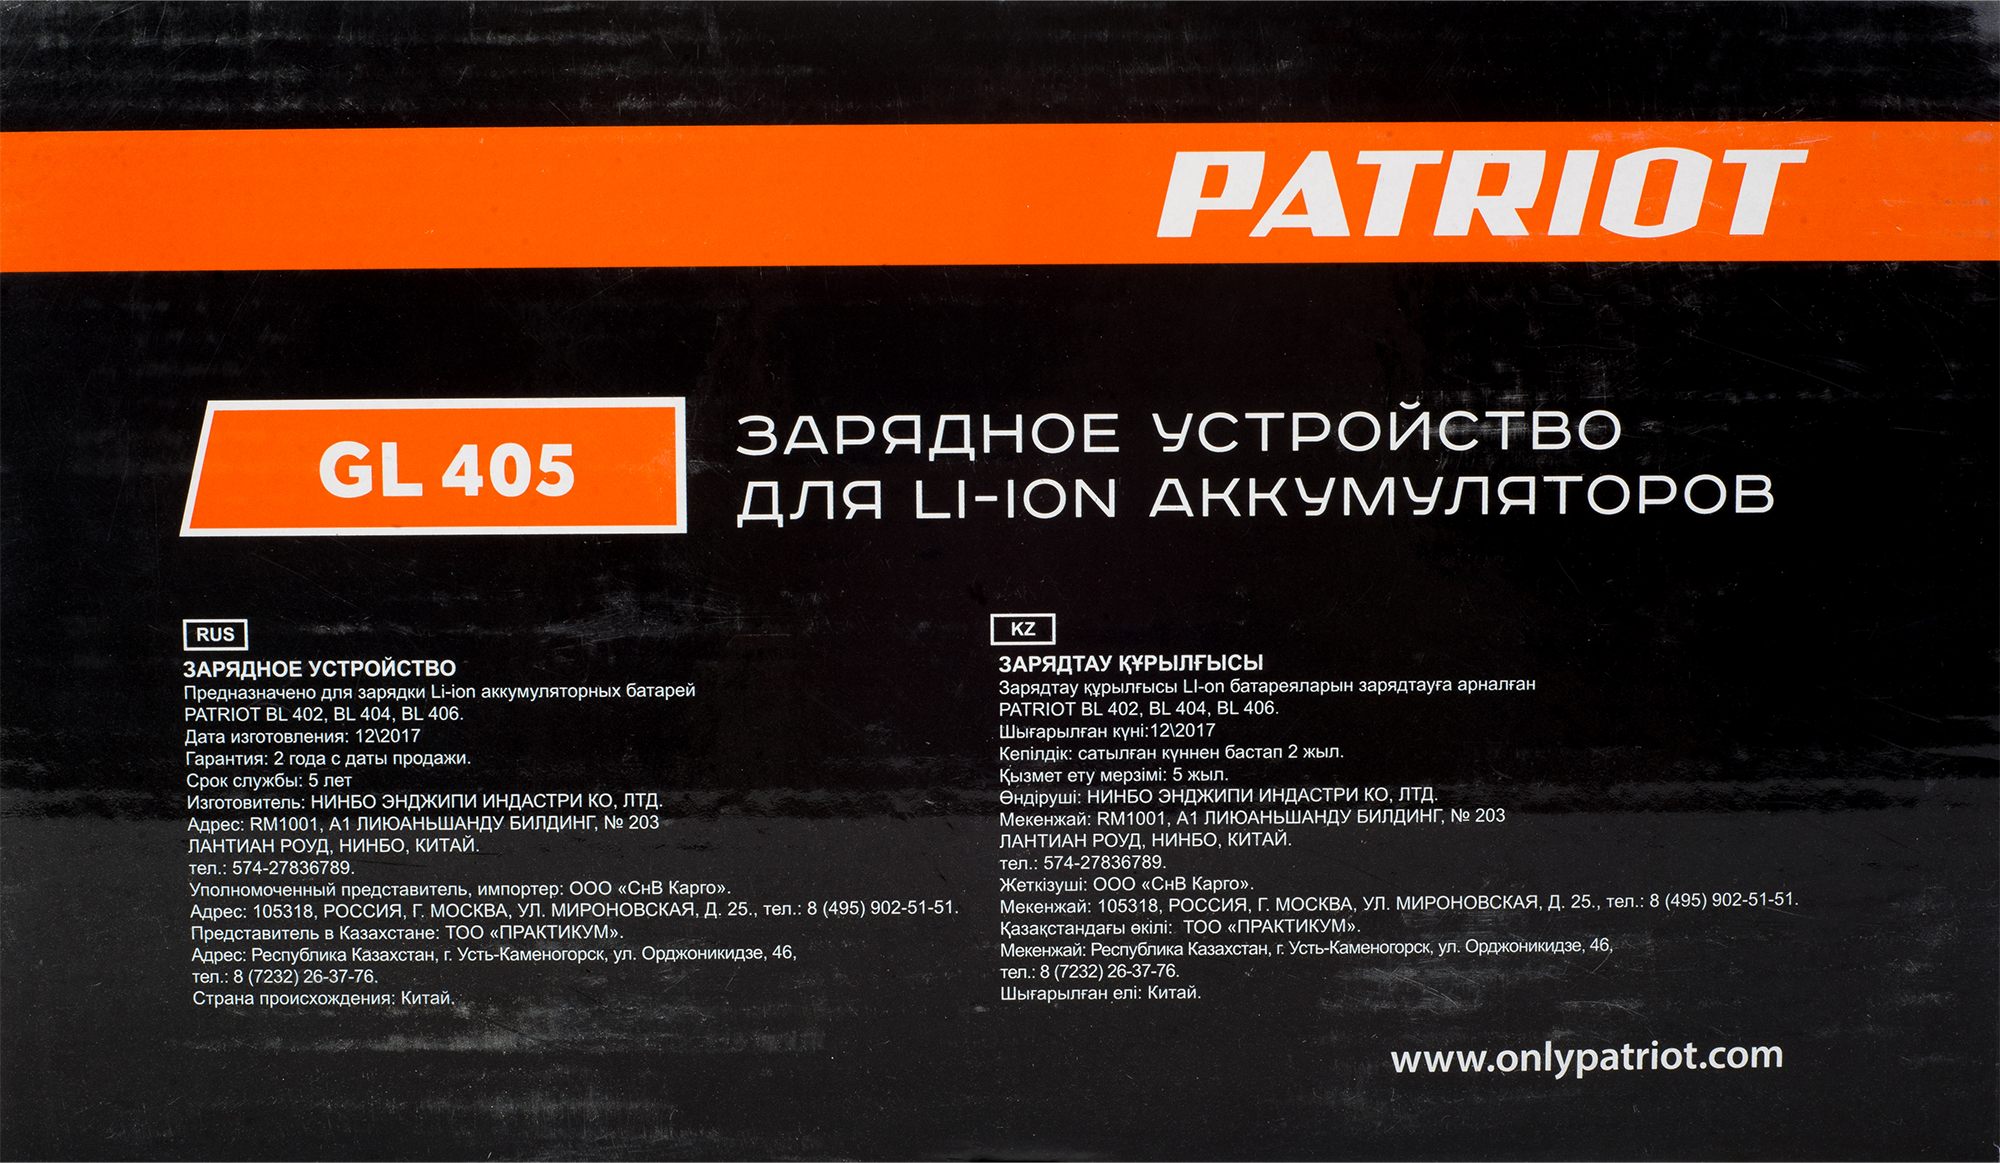 PATRIOT
GL 405
ЗАРЯДНОЕ УСТРОЙСТВО
ДЛЯ LI-ION АККУМУЛЯТОРОВ
RUS
ЗАРЯДНОЕ УСТРОЙСТВО
Предназначено для зарядки Li-ion аккумуляторных батарей
PATRIOT BL 402, BL 404, BL 406.
Дата изготовления: 12\2017
Гарантия: 2 года с даты продажи.
Срок службы: 5 лет
Изготовитель: НИНБО ЭНДЖИПИ ИНДАСТРИ КО, ЛТД.
Адрес: RM1001, А1 ЛИЮАНЬШАНДУ БИЛДИНГ, № 203
ЛАНТИАН РОУД, НИНБО, КИТАЙ.
тел.: 574-27836789.
Уполномоченный представитель, импортер: ООО «СнВ Карго».
Адрес: 105318, РОССИЯ, Г. МОСКВА, УЛ. МИРОНОВСКАЯ, Д. 25., тел.: 8 (495) 902-51-51.
Представитель в Казахстане: ТОО «ПРАКТИКУМ».
Адрес: Республика Казахстан, г. Усть-Каменогорск, ул. Орджоникидзе, 46,
тел.: 8 (7232) 26-37-76.
Страна происхождения: Китай.
KZ
ЗАРЯДТАУ ҚҰРЫЛҒЫСЫ
Зарядтау құрылғысы LI-on батареяларын зарядтауға арналған
PATRIOT BL 402, BL 404, BL 406.
Шығарылған күні:12\2017
Кепілдік: сатылған күннен бастап 2 жыл.
Қызмет ету мерзімі: 5 жыл.
Өндіруші: НИНБО ЭНДЖИПИ ИНДАСТРИ КО, ЛТД.
Мекенжай: RM1001, А1 ЛИЮАНЬШАНДУ БИЛДИНГ, № 203
ЛАНТИАН РОУД, НИНБО, КИТАЙ.
тел.: 574-27836789.
Жеткізуші: ООО «СнВ Карго».
Мекенжай: 105318, РОССИЯ, Г. МОСКВА, УЛ. МИРОНОВСКАЯ, Д. 25., тел.: 8 (495) 902-51-51.
Қазақстандағы өкілі: ТОО «ПРАКТИКУМ».
Мекенжай: Республика Казахстан, г. Усть-Каменогорск, ул. Орджоникидзе, 46,
тел.: 8 (7232) 26-37-76.
Шығарылған елі: Китай.
www.onlypatriot.com